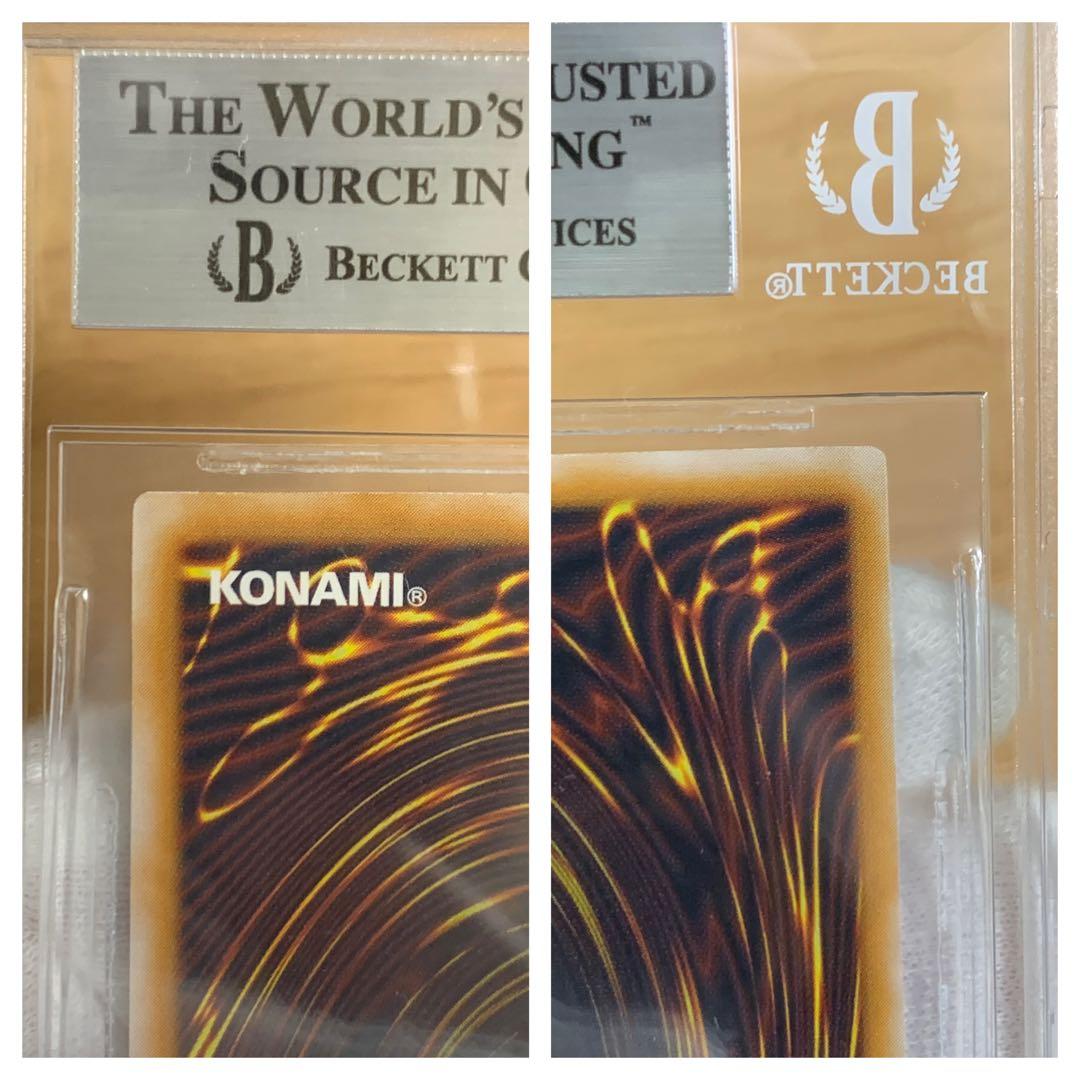 THE WORLD'S
SOURCE IN
B BECKETT
KONAMI®
USTED
NG™
ICES
B
BECKETT®